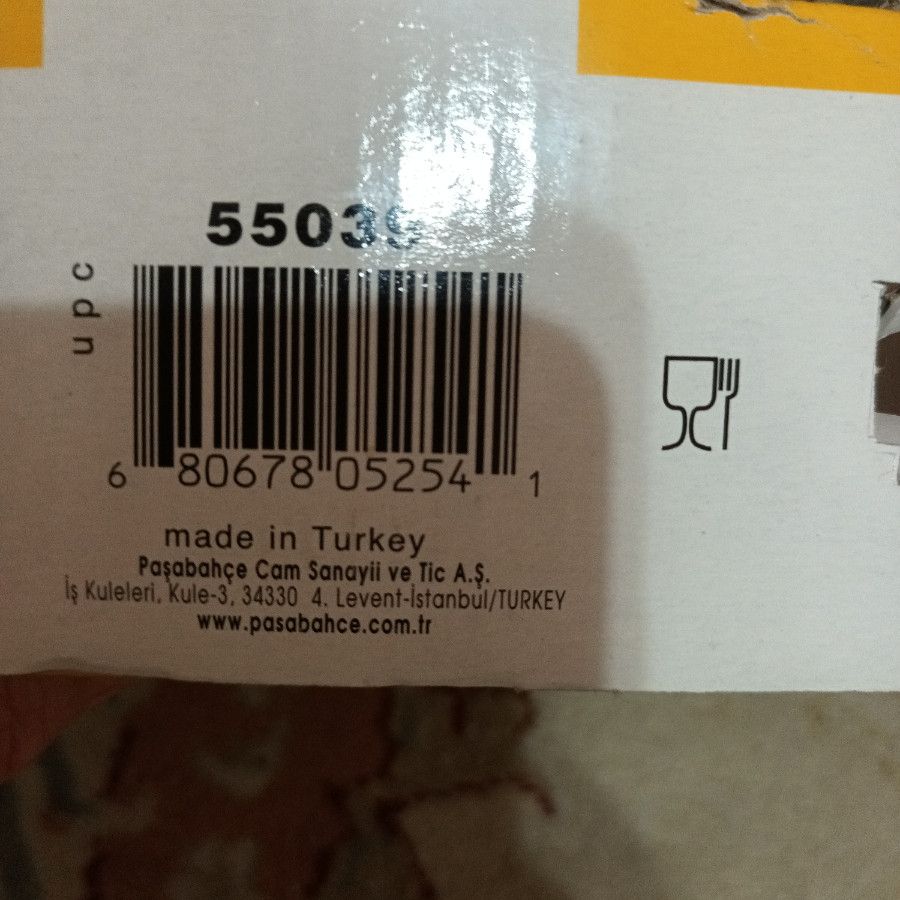 55039
upc
6 80678 05254 1
made in Turkey
Paşabahçe Cam Sanayii ve Tic A.Ş.
İş Kuleleri, Kule-3, 34330 4. Levent-İstanbul/TURKEY
www.pasabahce.com.tr